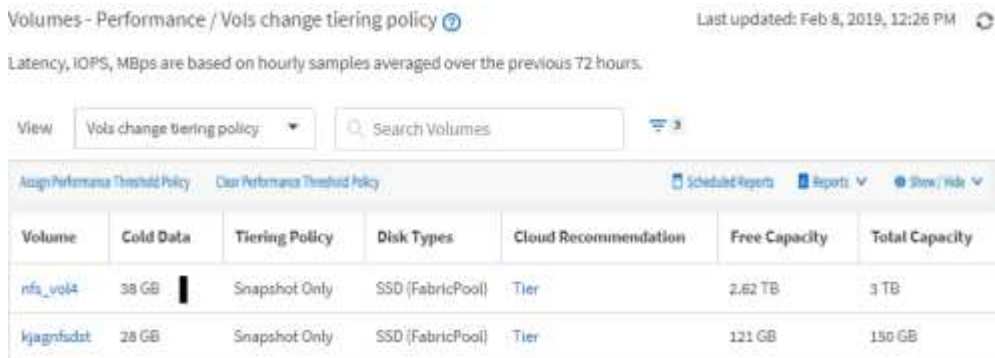 Volumes - Performance / Vols change tiering policy ?
Last updated: Feb 8, 2019, 12:26 PM
Latency, IOPS, MBps are based on hourly samples averaged over the previous 72 hours.
View Vols change tiering policy Search Volumes 3
Assign Performance Threshold Policy Clear Performance Threshold Policy Scheduled Reports Reports Show / Hide
Volume Cold Data Tiering Policy Disk Types Cloud Recommendation Free Capacity Total Capacity
nfs_vol4 38 GB Snapshot Only SSD (FabricPool) Tier 2.62 TB 3 TB
kjagnfsdst 28 GB Snapshot Only SSD (FabricPool) Tier 121 GB 150 GB